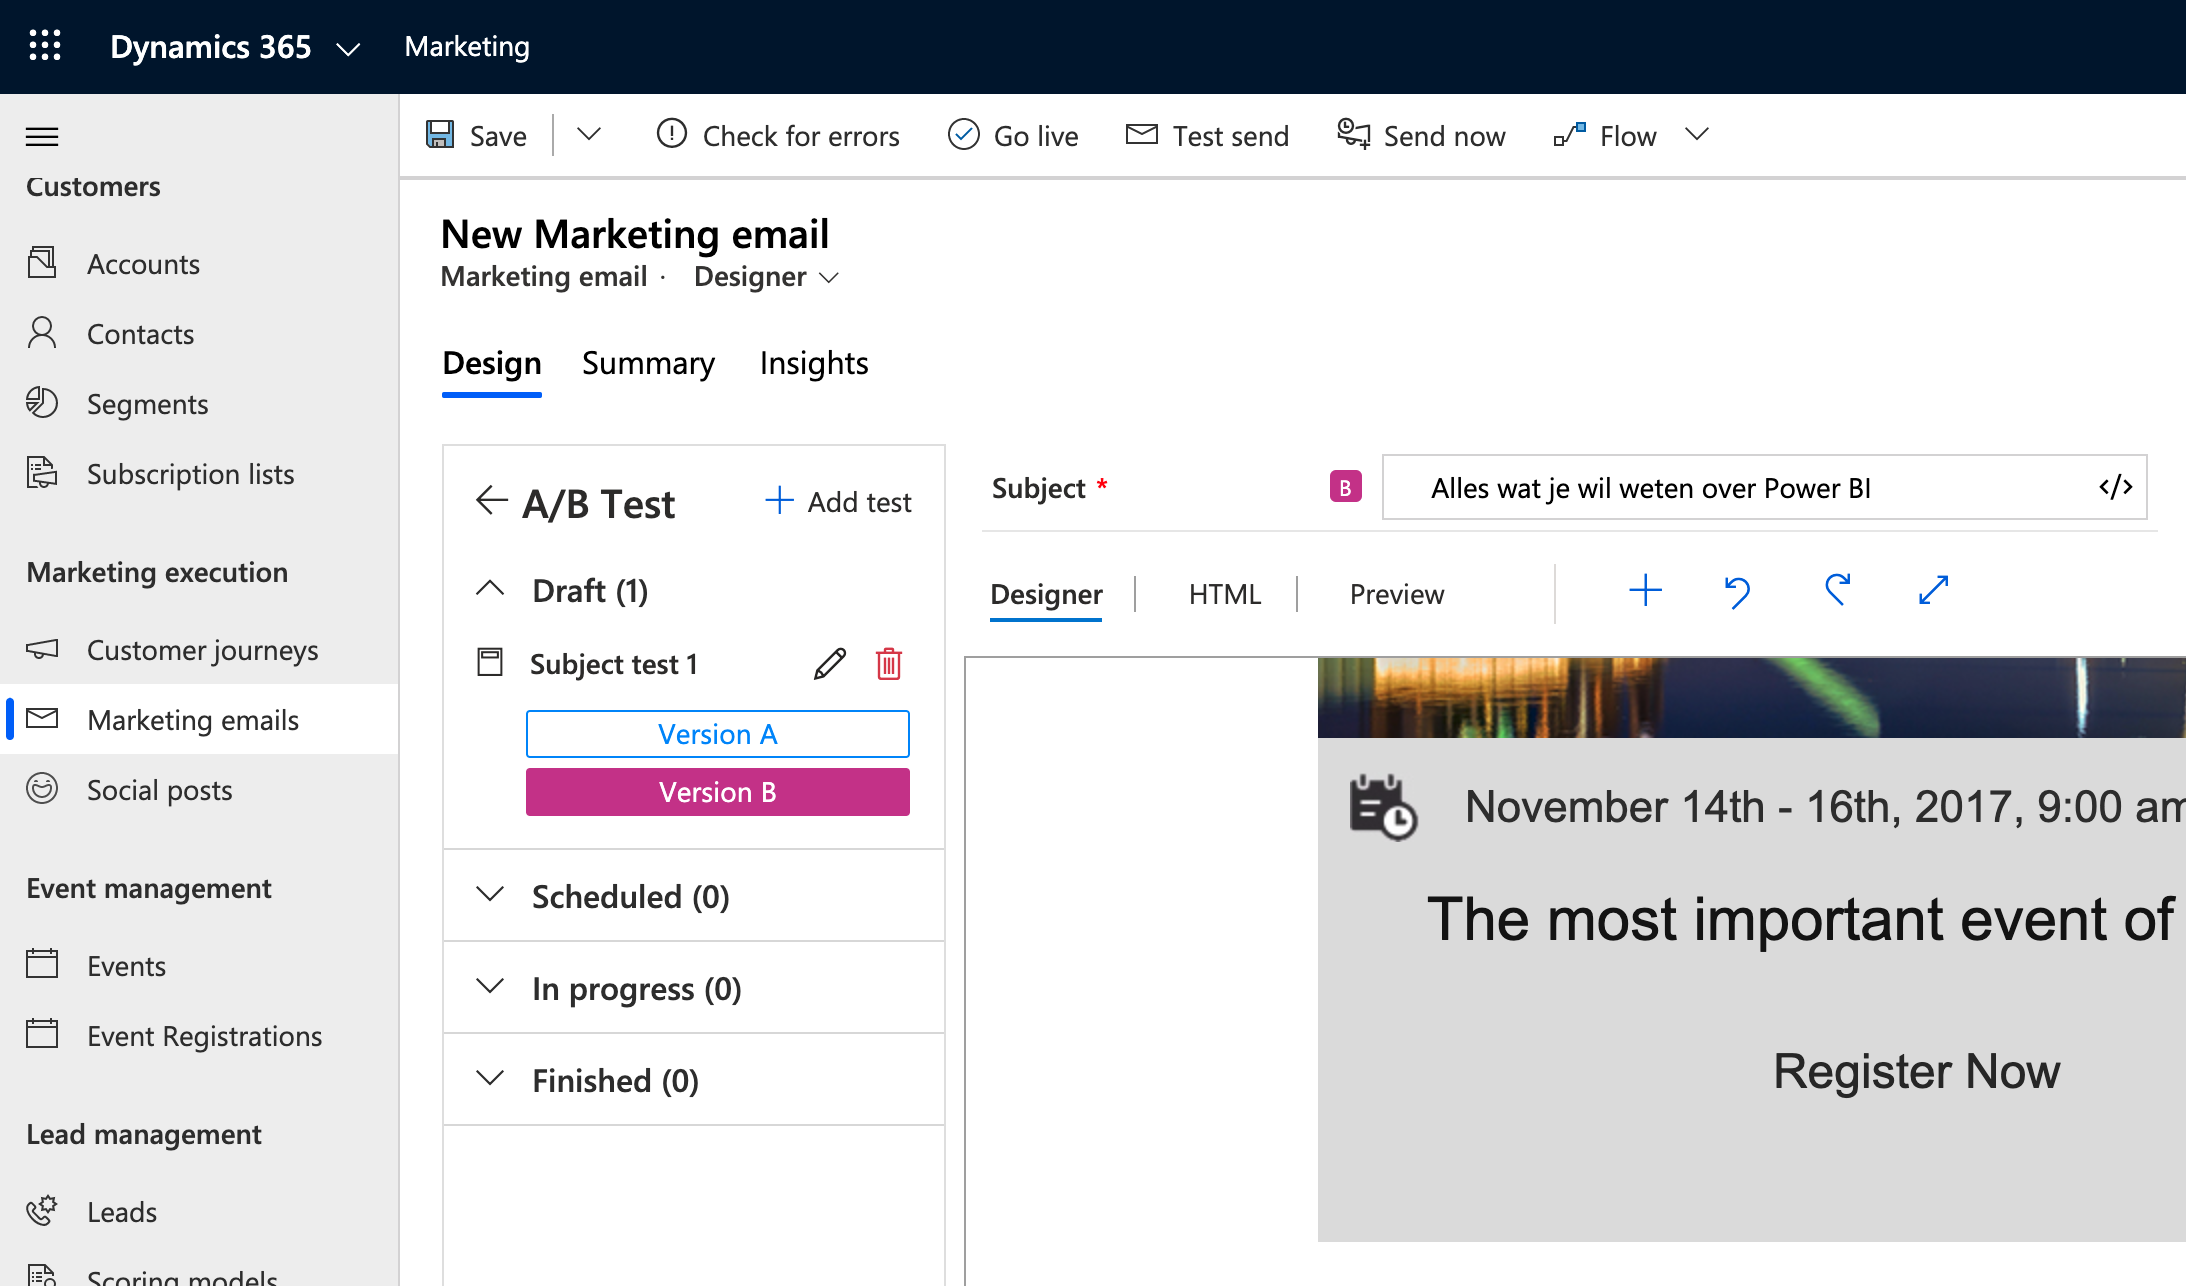 Dynamics 365
Marketing
Save
Check for errors
Go live
Test send
Send now
Flow
Customers
Accounts
Contacts
Segments
Subscription lists
Marketing execution
Customer journeys
Marketing emails
Social posts
Event management
Events
Event Registrations
Lead management
Leads
Scoring models
New Marketing email
Marketing email · Designer
Design
Summary
Insights
A/B Test
Add test
Draft (1)
Subject test 1
Version A
Version B
Scheduled (0)
In progress (0)
Finished (0)
Subject *
B
Alles wat je wil weten over Power BI
</>
Designer
HTML
Preview
November 14th - 16th, 2017, 9:00 am
The most important event of
Register Now